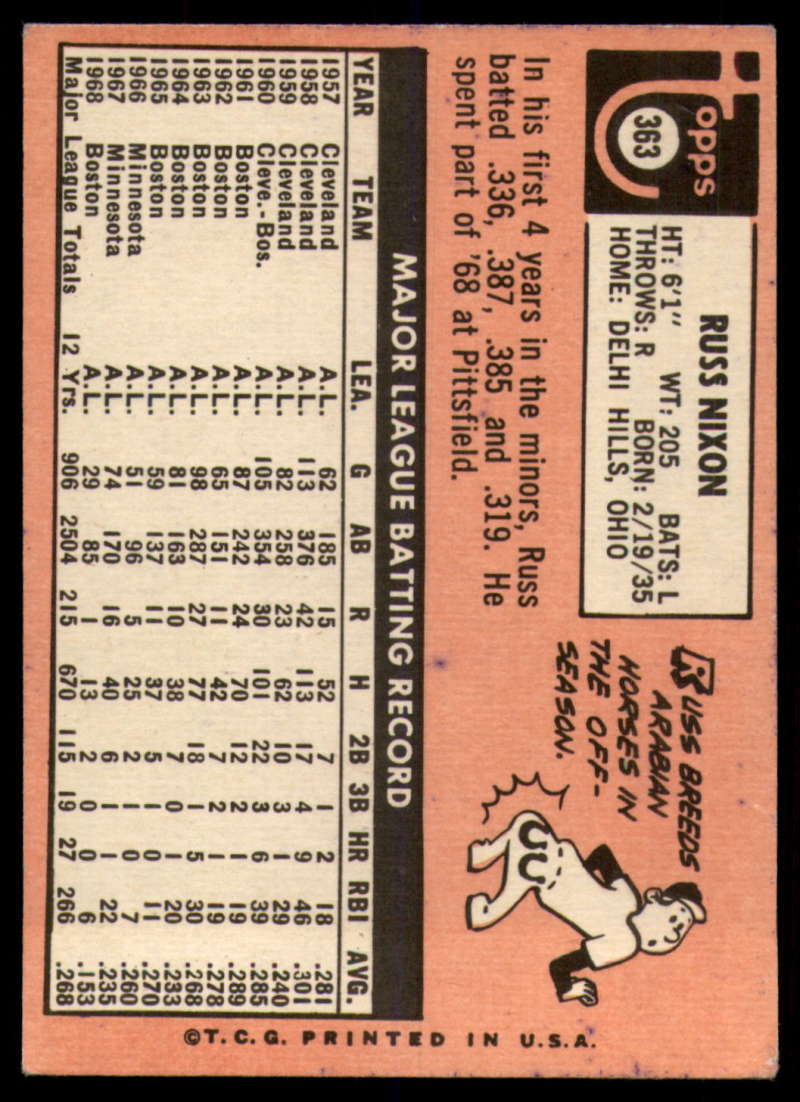 Topps
363
RUSS NIXON
HT: 6'1" WT: 205 BATS: L
THROWS: R BORN: 2/19/35
HOME: DELHI HILLS, OHIO
RUSS BREEDS
ARABIAN
HORSES IN
THE OFF-
SEASON.
In his first 4 years in the minors, Russ
batted .336, .387, .385 and .319. He
spent part of '68 at Pittsfield.
MAJOR LEAGUE BATTING RECORD
YEAR TEAM LEA. G AB R H 2B 3B HR RBI AVG.
1957 Cleveland A.L. 62 185 15 52 7 1 2 18 .281
1958 Cleveland A.L. 113 376 42 113 17 4 9 46 .301
1959 Cleveland A.L. 82 258 23 62 10 3 1 29 .240
1960 Cleve.-Bos. A.L. 105 354 30 101 22 3 6 39 .285
1961 Boston A.L. 87 242 24 70 12 2 1 19 .289
1962 Boston A.L. 65 151 11 42 7 2 1 19 .278
1963 Boston A.L. 98 287 27 77 18 1 5 30 .268
1964 Boston A.L. 81 163 10 38 7 0 1 20 .233
1965 Boston A.L. 59 137 11 37 5 1 0 11 .270
1966 Minnesota A.L. 51 96 5 25 2 1 0 7 .260
1967 Minnesota A.L. 74 170 16 40 6 1 1 22 .235
1968 Boston A.L. 29 85 1 13 2 0 0 6 .153
Major League Totals 12 Yrs. 906 2504 215 670 115 19 27 266 .268
©T.C.G. PRINTED IN U.S.A.